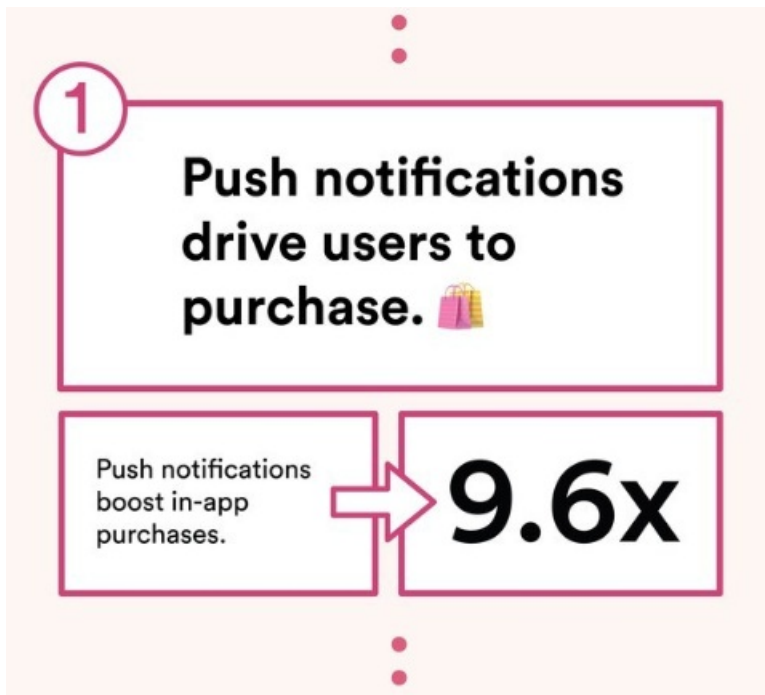 1
Push notifications
drive users to
purchase. 🛍️
Push notifications
boost in-app
purchases.
9.6x